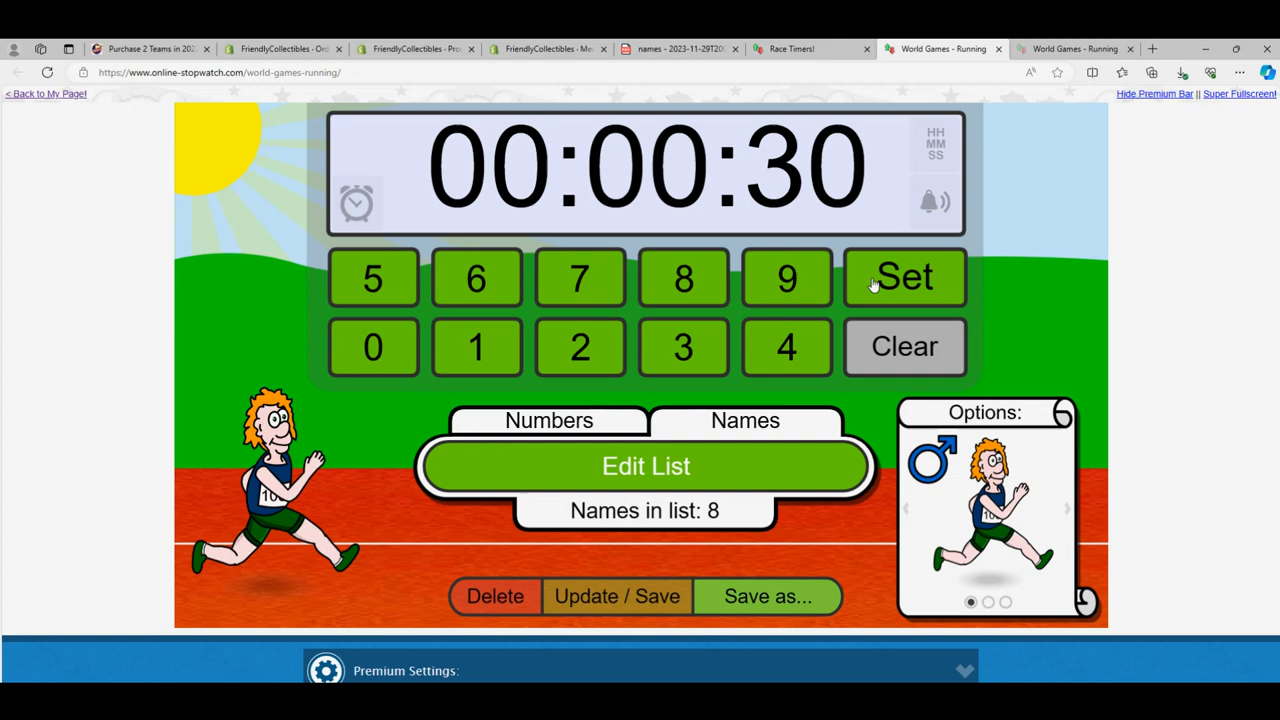 Purchase 2 Teams in 202
FriendlyCollectibles - Ord
FriendlyCollectibles - Pro
FriendlyCollectibles - Me
names - 2023-11-29T20
Race Timers!
World Games - Running
World Games - Running
https://www.online-stopwatch.com/world-games-running/
< Back to My Page!
Hide Premium Bar || Super Fullscreen!
00:00:30
HH
MM
SS
5 6 7 8 9 Set
0 1 2 3 4 Clear
Numbers Names
Edit List
Names in list: 8
Options:
Delete Update / Save Save as...
Premium Settings: